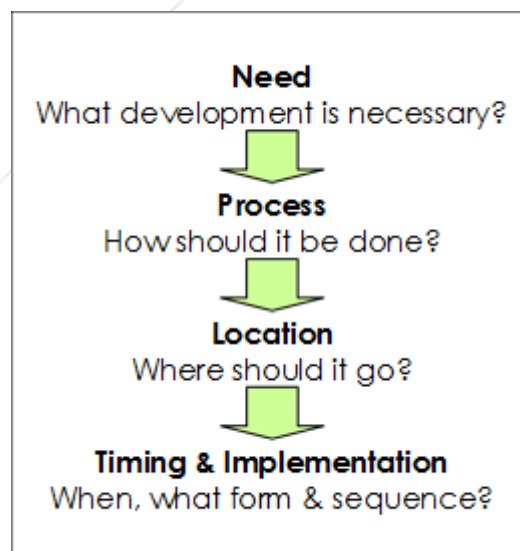 Need
What development is necessary?
Process
How should it be done?
Location
Where should it go?
Timing & Implementation
When, what form & sequence?